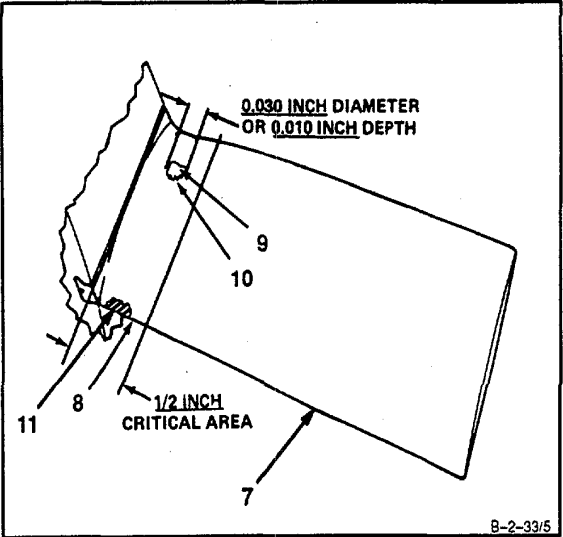 0.030 INCH DIAMETER
OR 0.010 INCH DEPTH
9
10
8
11
1/2 INCH
CRITICAL AREA
7
B-2-33/5